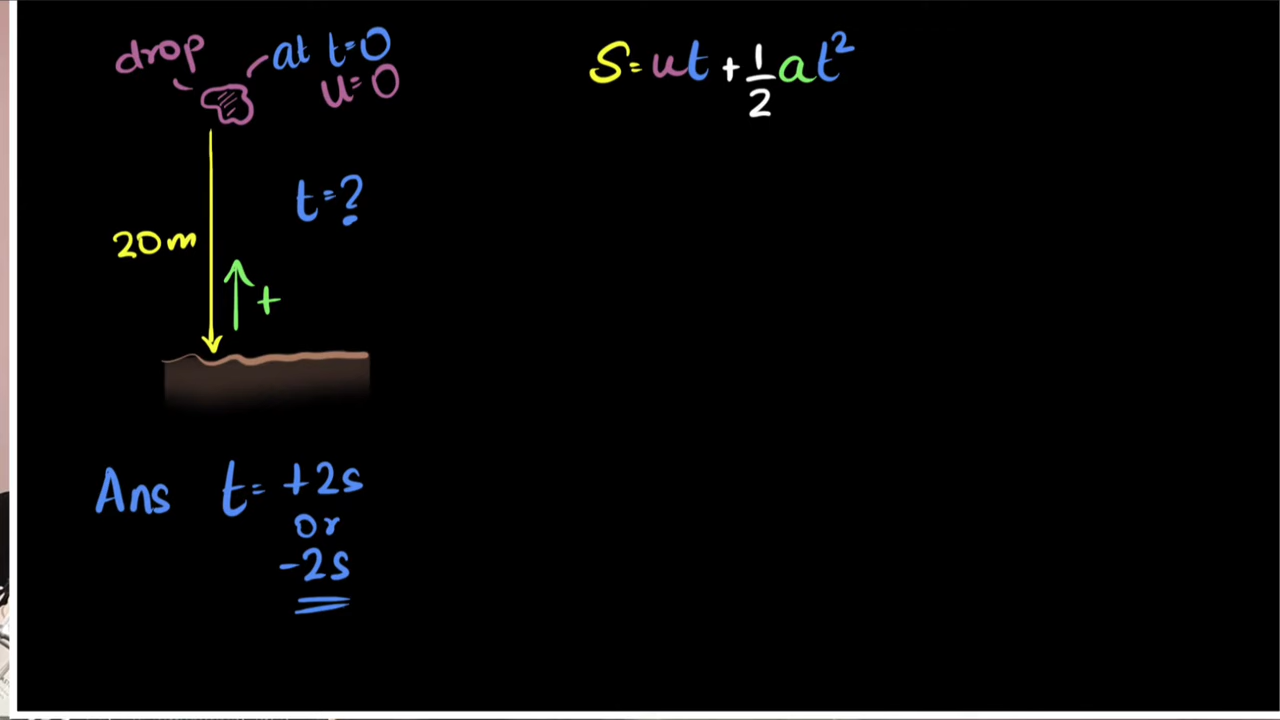 drop
at t=0
u=0
t=?
20m
+
Ans t= +2s
or
-2s
S=ut+1/2at²